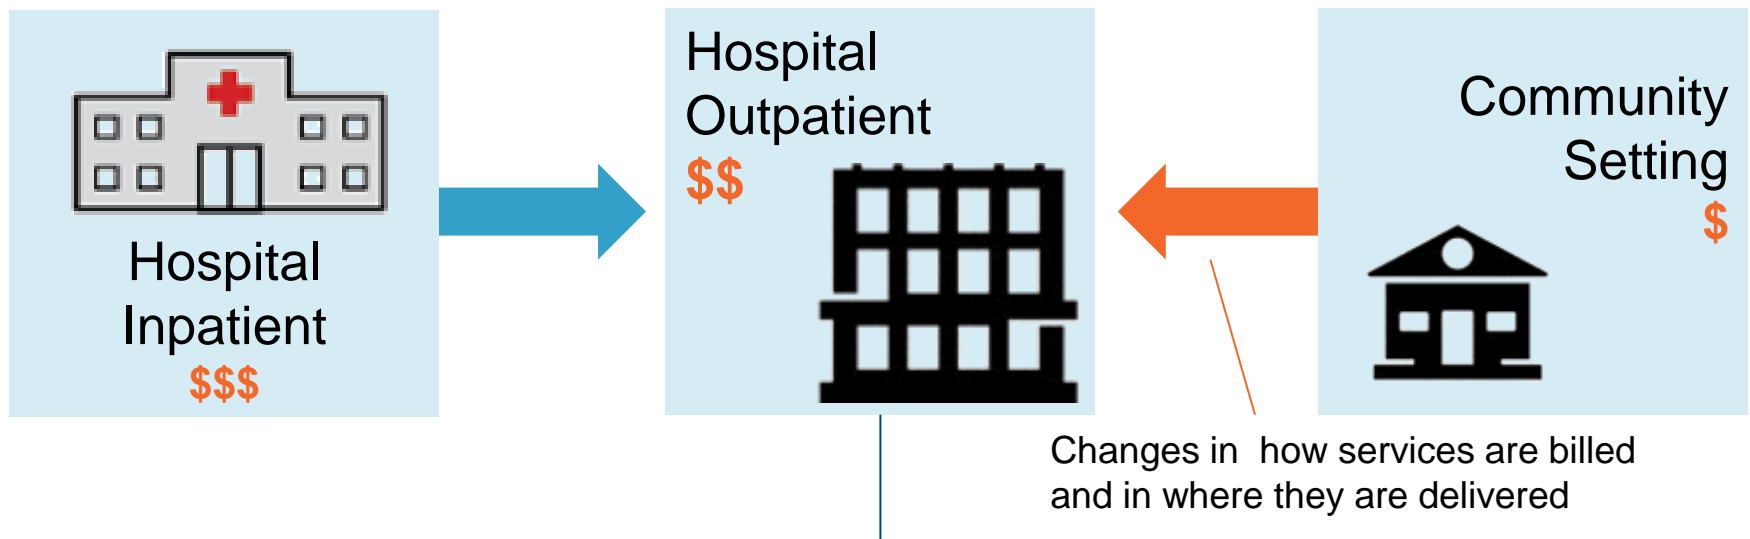 Hospital
Inpatient
$$$
Hospital
Outpatient
$$
Community
Setting
$
Changes in  how services are billed
and in where they are delivered